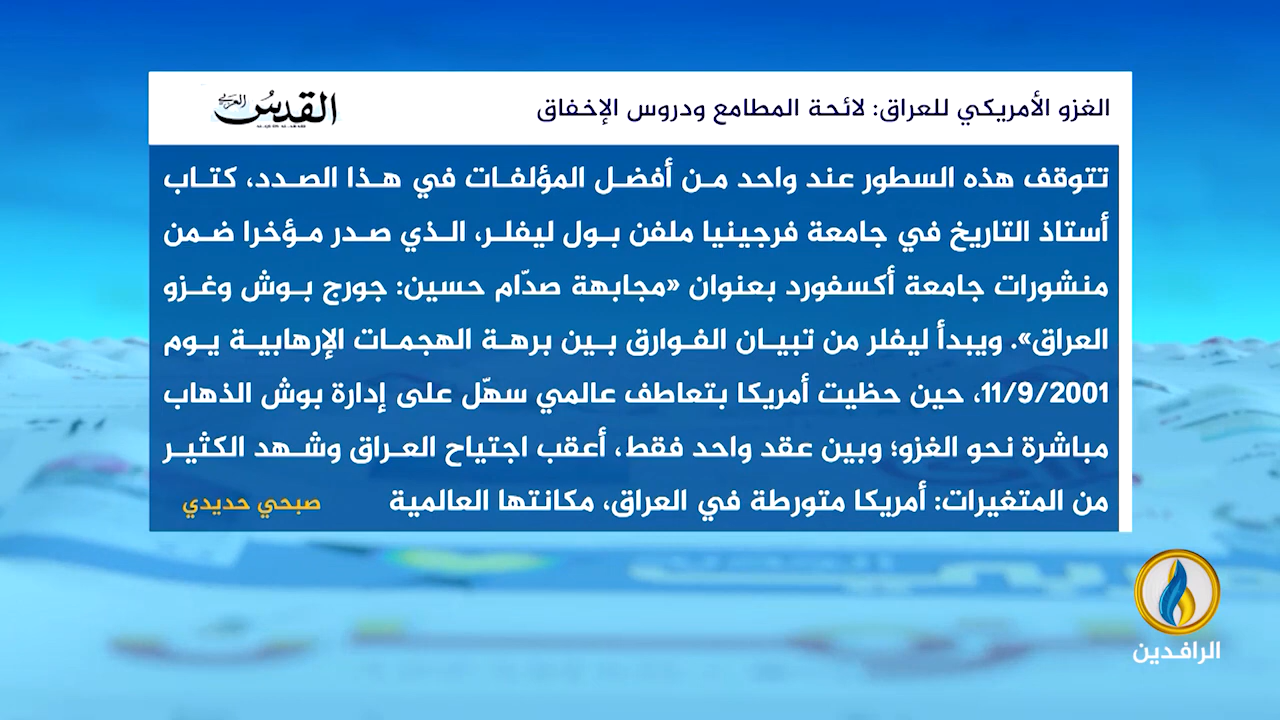 الغزو الأمريكي للعراق: لائحة المطامع ودروس الإخفاق
القدس العربي
تتوقف هذه السطور عند واحد من أفضل المؤلفات في هذا الصدد، كتاب
أستاذ التاريخ في جامعة فرجينيا ملفن بول ليفلر، الذي صدر مؤخرا ضمن
منشورات جامعة أكسفورد بعنوان «مجابهة صدّام حسين: جورج بوش وغزو
العراق». ويبدأ ليفلر من تبيان الفوارق بين برهة الهجمات الإرهابية يوم
11/9/2001، حين حظيت أمريكا بتعاطف عالمي سهّل على إدارة بوش الذهاب
مباشرة نحو الغزو؛ وبين عقد واحد فقط، أعقب اجتياح العراق وشهد الكثير
من المتغيرات: أمريكا متورطة في العراق، مكانتها العالمية
صبحي حديدي
الرافدين